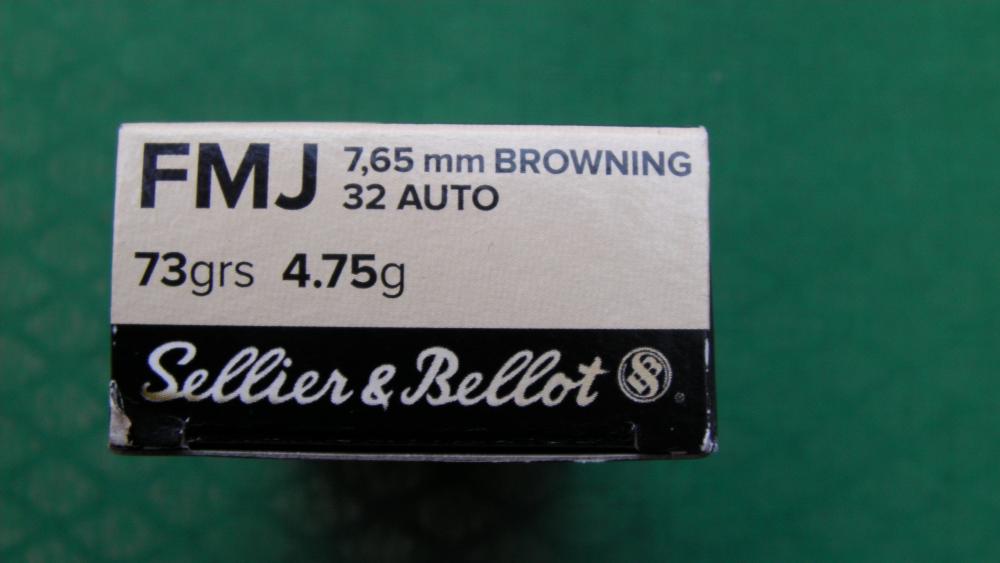 FMJ 7,65 mm BROWNING
32 AUTO
73grs 4.75g
Sellier & Bellot